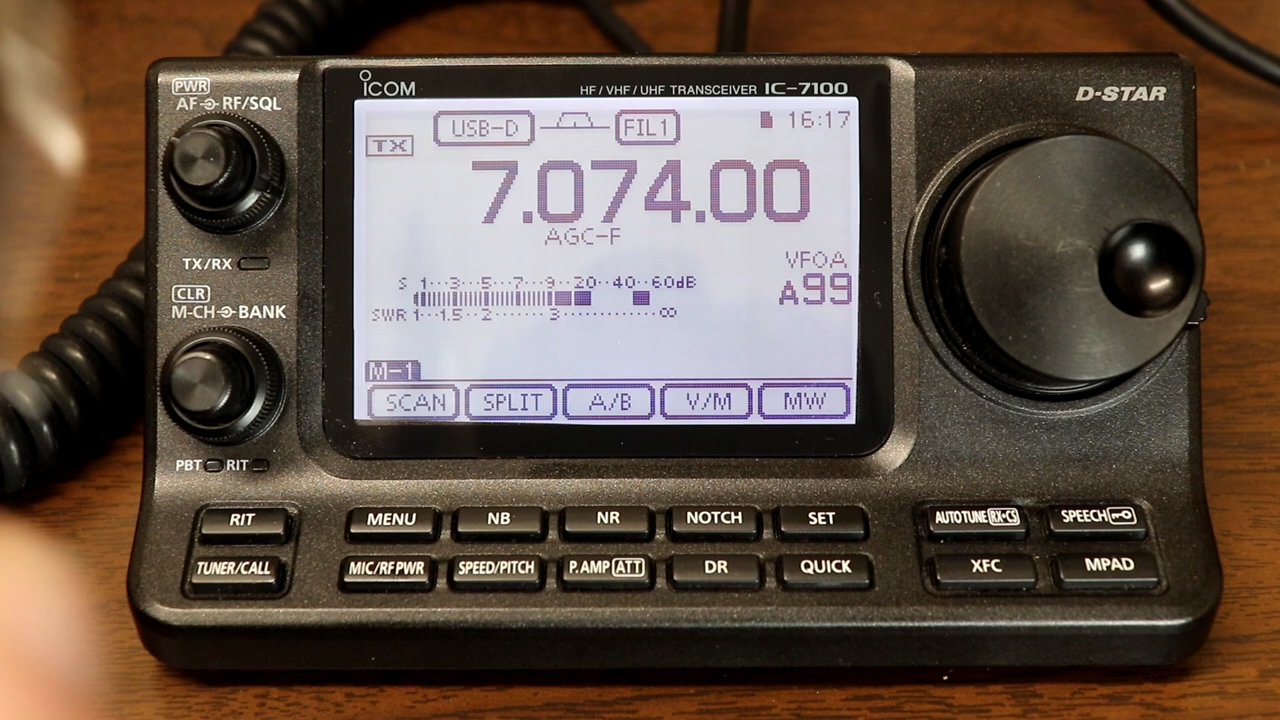 PWR
AF RF/SQL
ICOM
HF/VHF/UHF TRANSCEIVER IC-7100
D-STAR
USB-D
FIL1
16:17
TX
7.074.00
AGC-F
VFOA
A99
S 1··3··5··7··9··20··40··60dB
SWR 1··1.5··2······3···········∞
M-1
SCAN SPLIT A/B V/M MW
TX/RX
CLR
M-CH BANK
PBT RIT
RIT MENU NB NR NOTCH SET AUTOTUNE RX→CS SPEECH
TUNER/CALL MIC/RF PWR SPEED/PITCH P.AMP ATT DR QUICK XFC MPAD